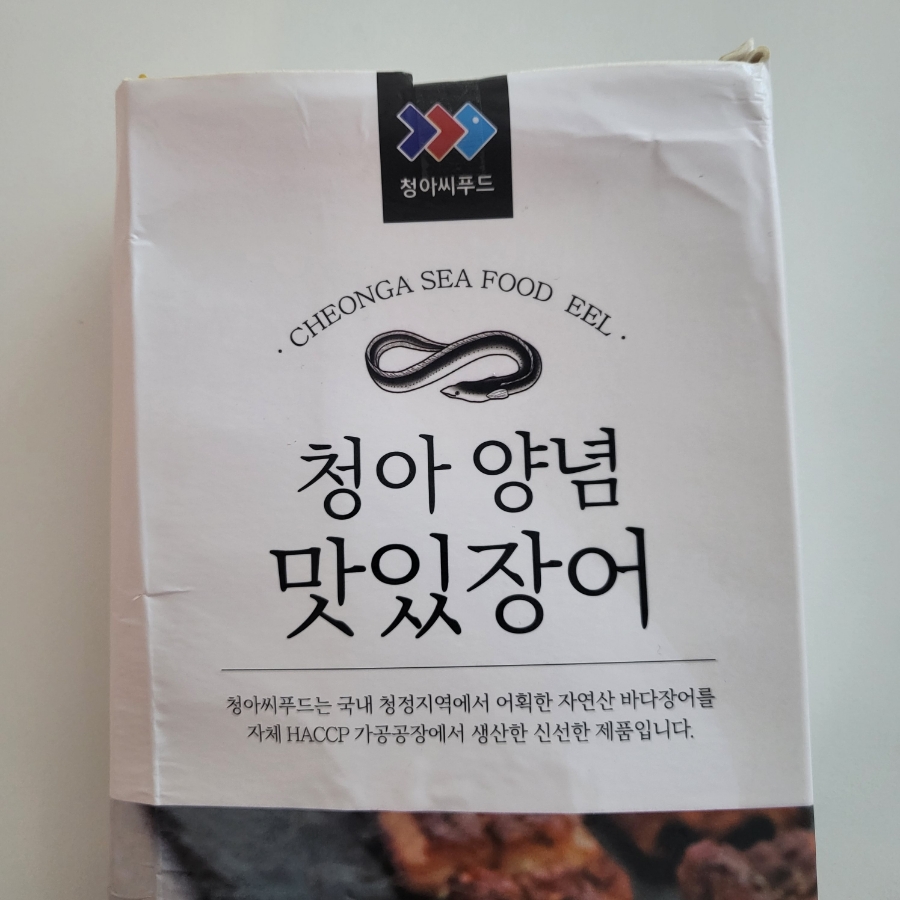 청아씨푸드
· CHEONGA SEA FOOD EEL ·
청아 양념
맛있장어
청아씨푸드는 국내 청정지역에서 어획한 자연산 바다장어를
자체 HACCP 가공공장에서 생산한 신선한 제품입니다.